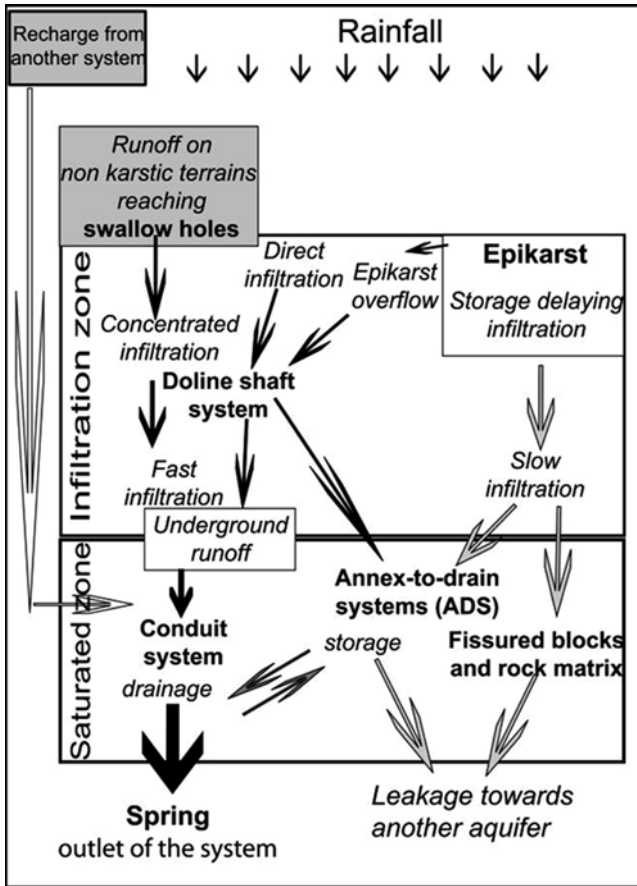 Recharge from
another system
Rainfall
Runoff on
non karstic terrains
reaching
swallow holes
Infiltration zone
Direct
infiltration
Epikarst
overflow
Epikarst
Storage delaying
infiltration
Concentrated
infiltration
Doline shaft
system
Fast
infiltration
Slow
infiltration
Underground
runoff
Saturated zone
Annex-to-drain
systems (ADS)
storage
Conduit
system
drainage
Fissured blocks
and rock matrix
Spring
outlet of the system
Leakage towards
another aquifer